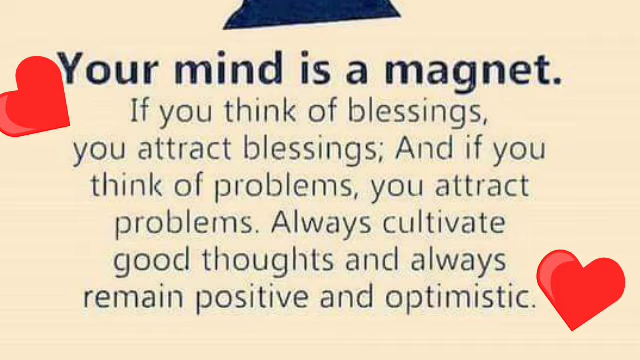 Your mind is a magnet.
If you think of blessings,
you attract blessings; And if you
think of problems, you attract
problems. Always cultivate
good thoughts and always
remain positive and optimistic.